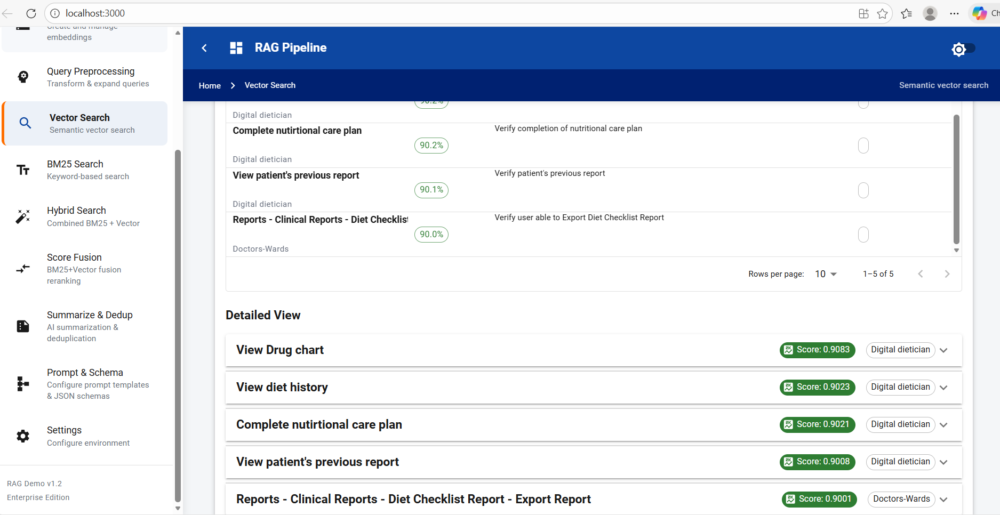 localhost:3000
Create and manage
embeddings
Query Preprocessing
Transform & expand queries
Vector Search
Semantic vector search
BM25 Search
Keyword-based search
Hybrid Search
Combined BM25 + Vector
Score Fusion
BM25+Vector fusion
reranking
Summarize & Dedup
AI summarization &
deduplication
Prompt & Schema
Configure prompt templates
& JSON schemas
Settings
Configure environment
RAG Demo v1.2
Enterprise Edition
RAG Pipeline
Home
Vector Search
Semantic vector search
90.2%
Digital dietician
Complete nutirtional care plan
Verify completion of nutritional care plan
90.2%
Digital dietician
View patient's previous report
Verify patient's previous report
90.1%
Digital dietician
Reports - Clinical Reports - Diet Checklist
Verify user able to Export Diet Checklist Report
90.0%
Doctors-Wards
Rows per page: 10 1–5 of 5
Detailed View
View Drug chart
Score: 0.9083
Digital dietician
View diet history
Score: 0.9023
Digital dietician
Complete nutirtional care plan
Score: 0.9021
Digital dietician
View patient's previous report
Score: 0.9008
Digital dietician
Reports - Clinical Reports - Diet Checklist Report - Export Report
Score: 0.9001
Doctors-Wards